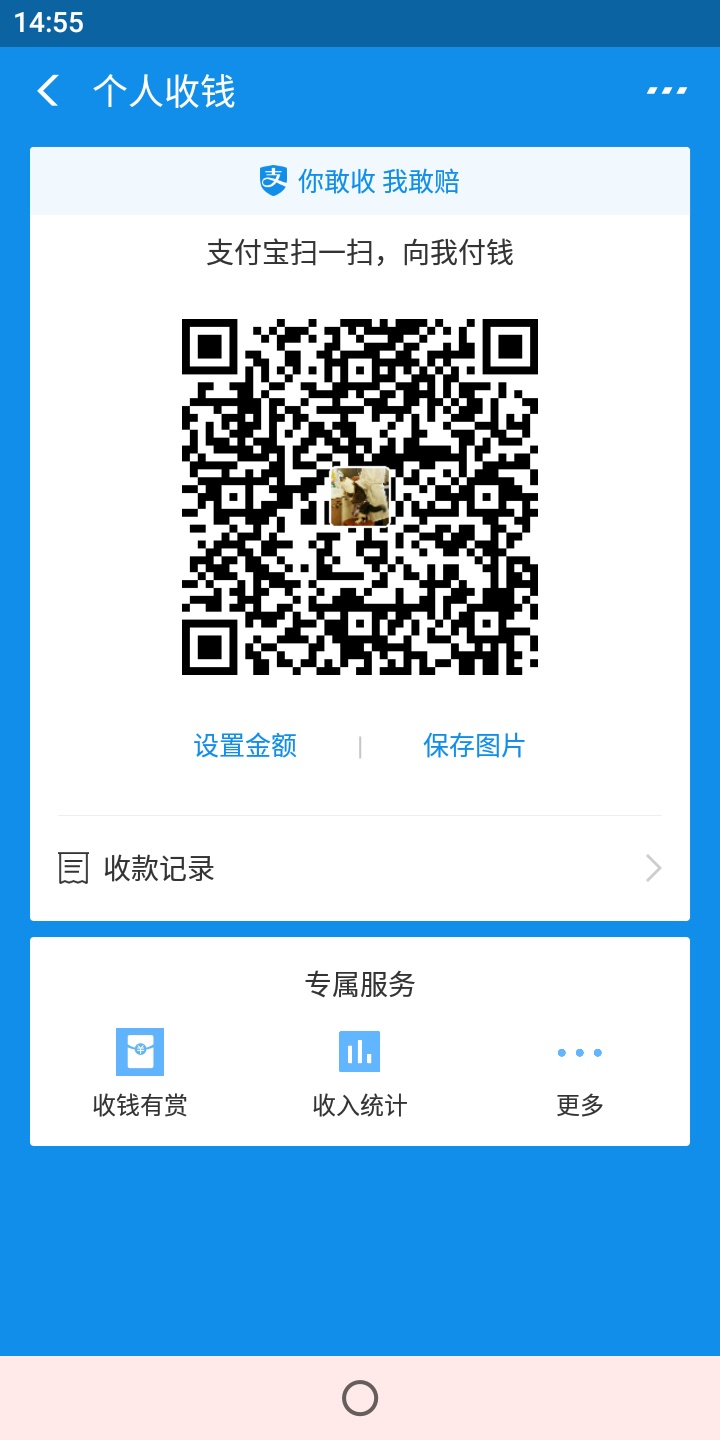 14:55
个人收钱
你敢收 我敢赔
支付宝扫一扫，向我付钱
设置金额 | 保存图片
收款记录
专属服务
收钱有赏 收入统计 更多